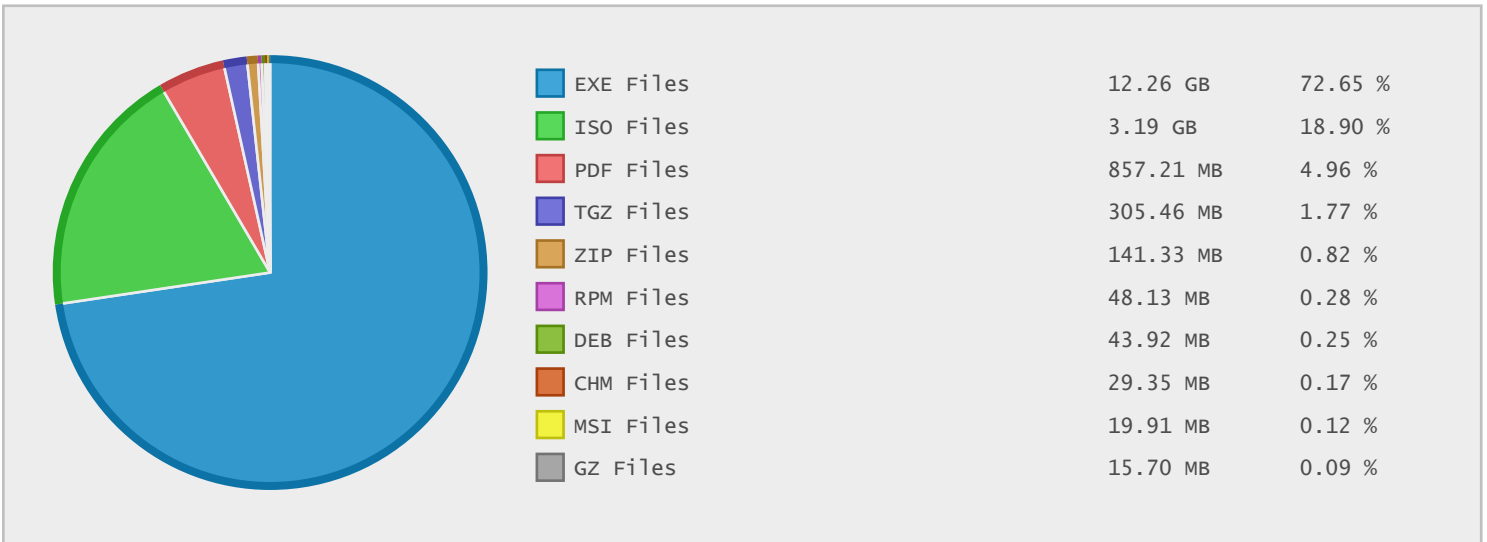 EXE Files 12.26 GB 72.65 %
ISO Files 3.19 GB 18.90 %
PDF Files 857.21 MB 4.96 %
TGZ Files 305.46 MB 1.77 %
ZIP Files 141.33 MB 0.82 %
RPM Files 48.13 MB 0.28 %
DEB Files 43.92 MB 0.25 %
CHM Files 29.35 MB 0.17 %
MSI Files 19.91 MB 0.12 %
GZ Files 15.70 MB 0.09 %